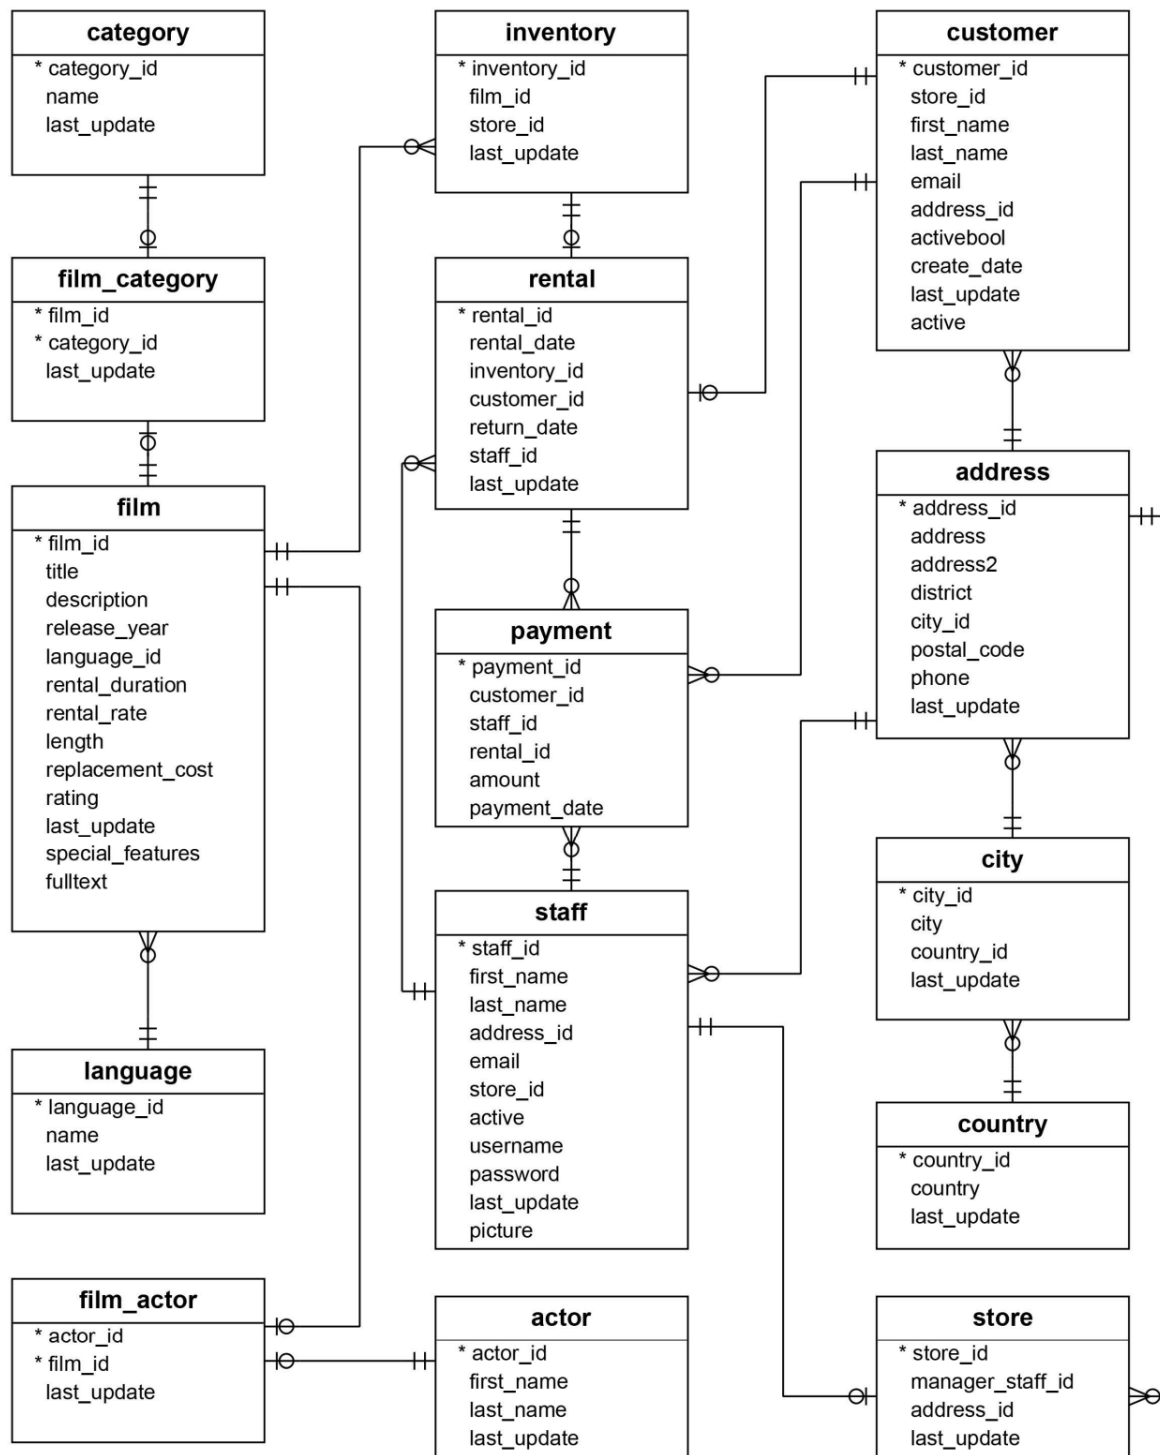 category
* category_id
name
last_update
film_category
* film_id
* category_id
last_update
film
* film_id
title
description
release_year
language_id
rental_duration
rental_rate
length
replacement_cost
rating
last_update
special_features
fulltext
language
* language_id
name
last_update
film_actor
* actor_id
* film_id
last_update
inventory
* inventory_id
film_id
store_id
last_update
rental
* rental_id
rental_date
inventory_id
customer_id
return_date
staff_id
last_update
payment
* payment_id
customer_id
staff_id
rental_id
amount
payment_date
staff
* staff_id
first_name
last_name
address_id
email
store_id
active
username
password
last_update
picture
actor
* actor_id
first_name
last_name
last_update
customer
* customer_id
store_id
first_name
last_name
email
address_id
activebool
create_date
last_update
active
address
* address_id
address
address2
district
city_id
postal_code
phone
last_update
city
* city_id
city
country_id
last_update
country
* country_id
country
last_update
store
* store_id
manager_staff_id
address_id
last_update